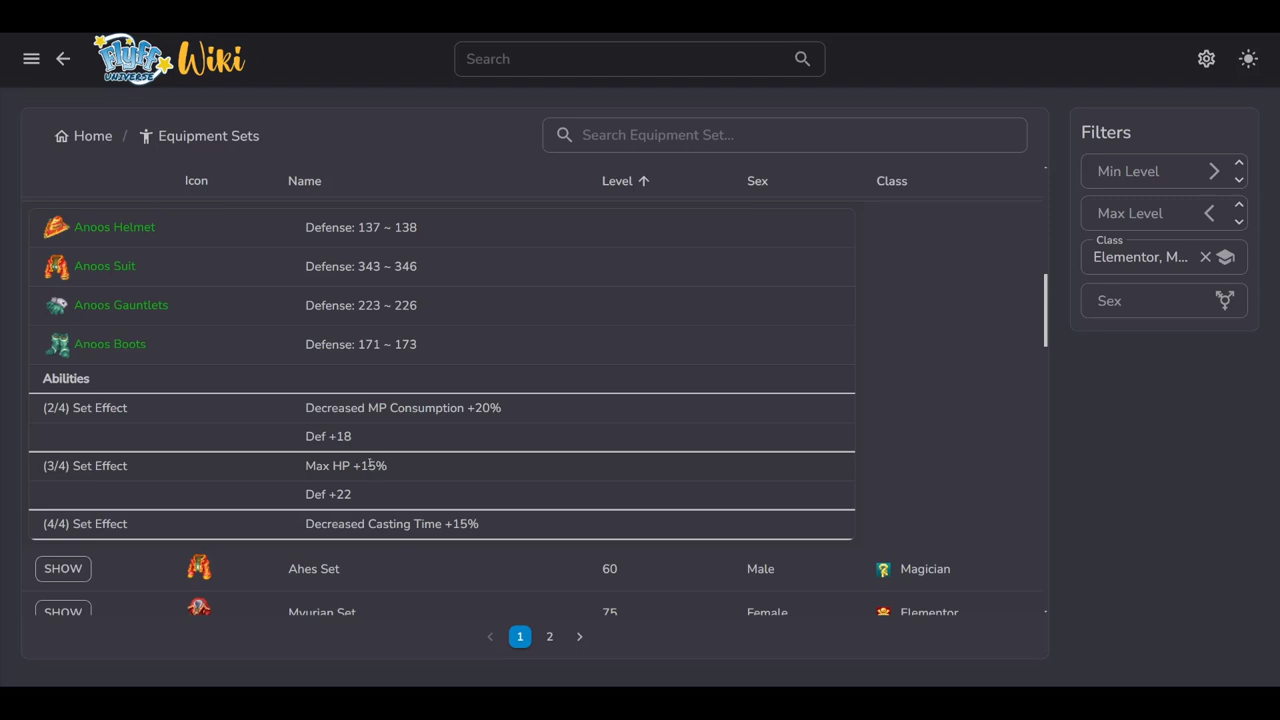 Flyff UNIVERSE Wiki
Search
Home / Equipment Sets
Search Equipment Set...
Icon Name Level Sex Class
Anoos Helmet Defense: 137 ~ 138
Anoos Suit Defense: 343 ~ 346
Anoos Gauntlets Defense: 223 ~ 226
Anoos Boots Defense: 171 ~ 173
Abilities
(2/4) Set Effect Decreased MP Consumption +20%
Def +18
(3/4) Set Effect Max HP +15%
Def +22
(4/4) Set Effect Decreased Casting Time +15%
SHOW Ahes Set 60 Male Magician
SHOW Myurian Set 75 Female Elementor
1 2
Filters
Min Level
Max Level
Class
Elementor, M...
Sex